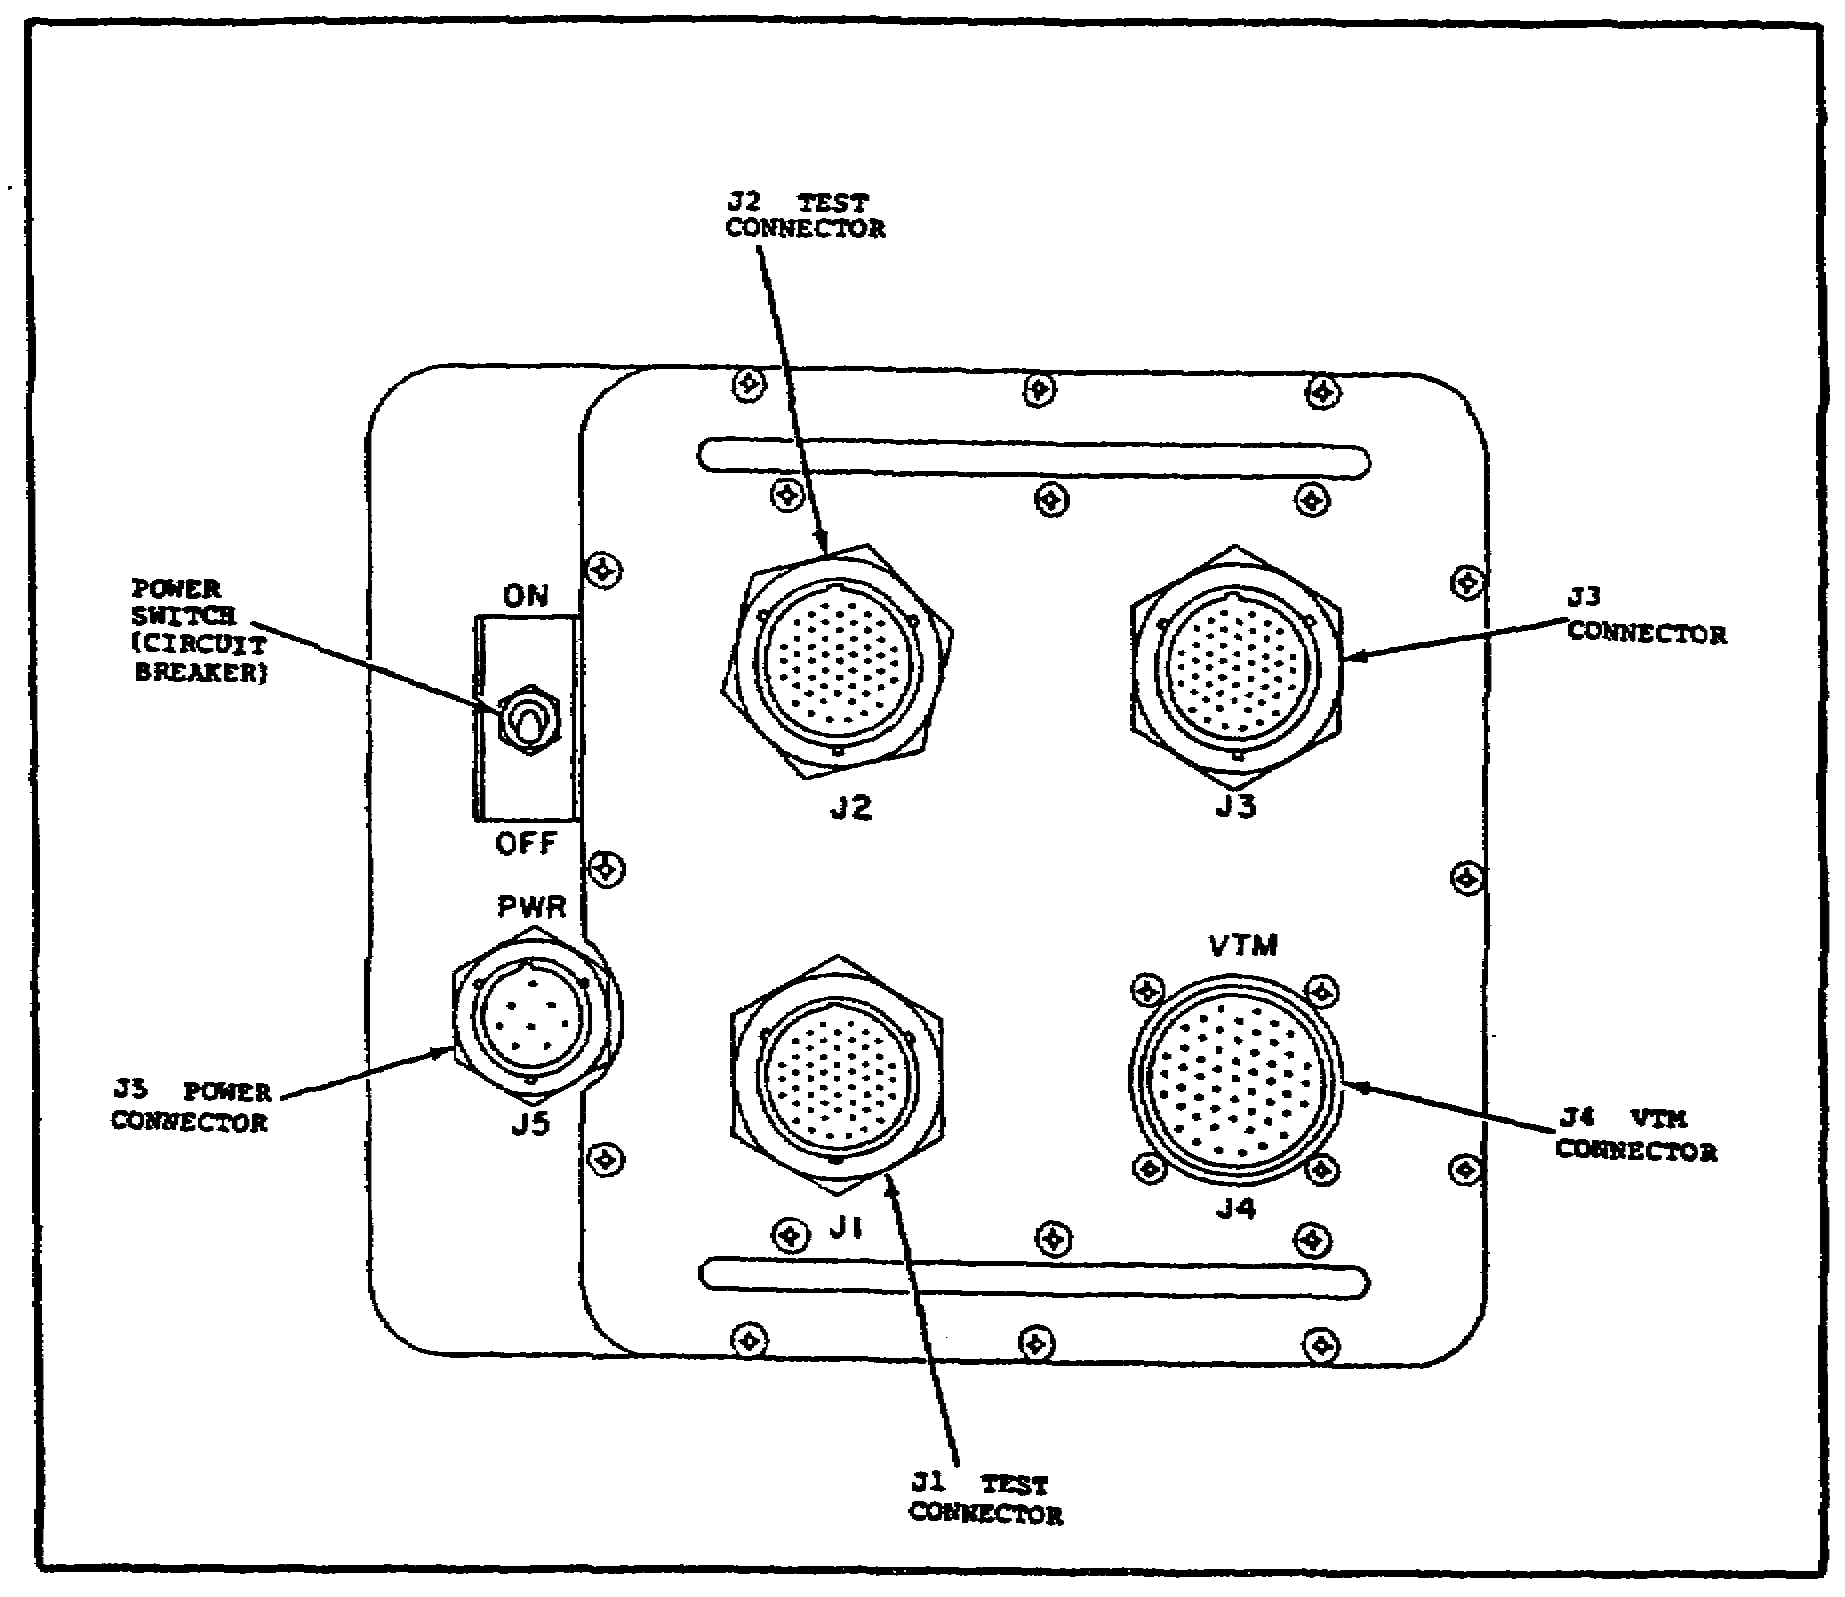 J2 TEST
CONNECTOR
POWER
SWITCH
(CIRCUIT
BREAKER)
ON
J3
CONNECTOR
J2
J3
OFF
PWR
VTM
J5 POWER
CONNECTOR
J5
J4 VTM
CONNECTOR
J4
J1
J1 TEST
CONNECTOR